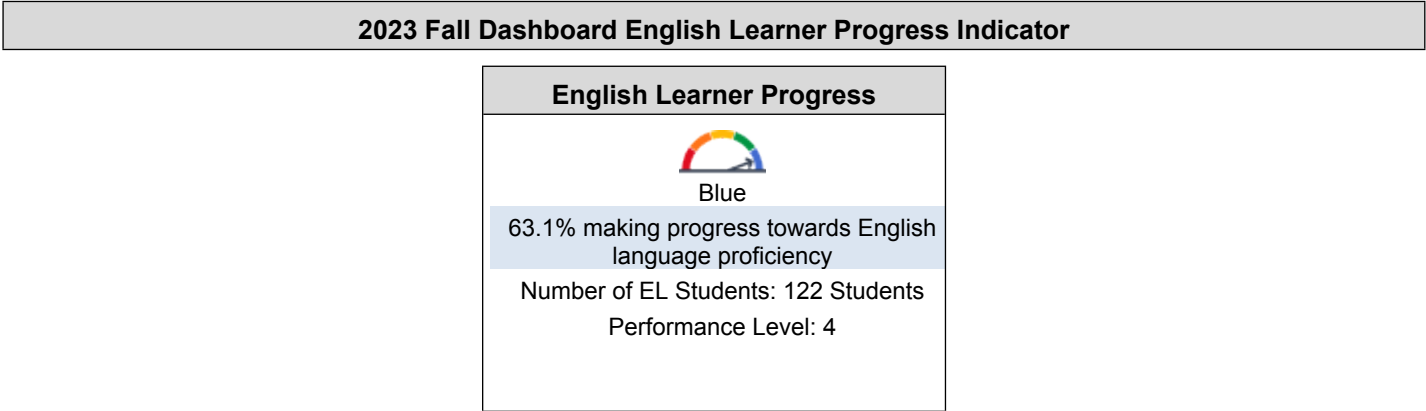 2023 Fall Dashboard English Learner Progress Indicator
English Learner Progress
Blue
63.1% making progress towards English
language proficiency
Number of EL Students: 122 Students
Performance Level: 4